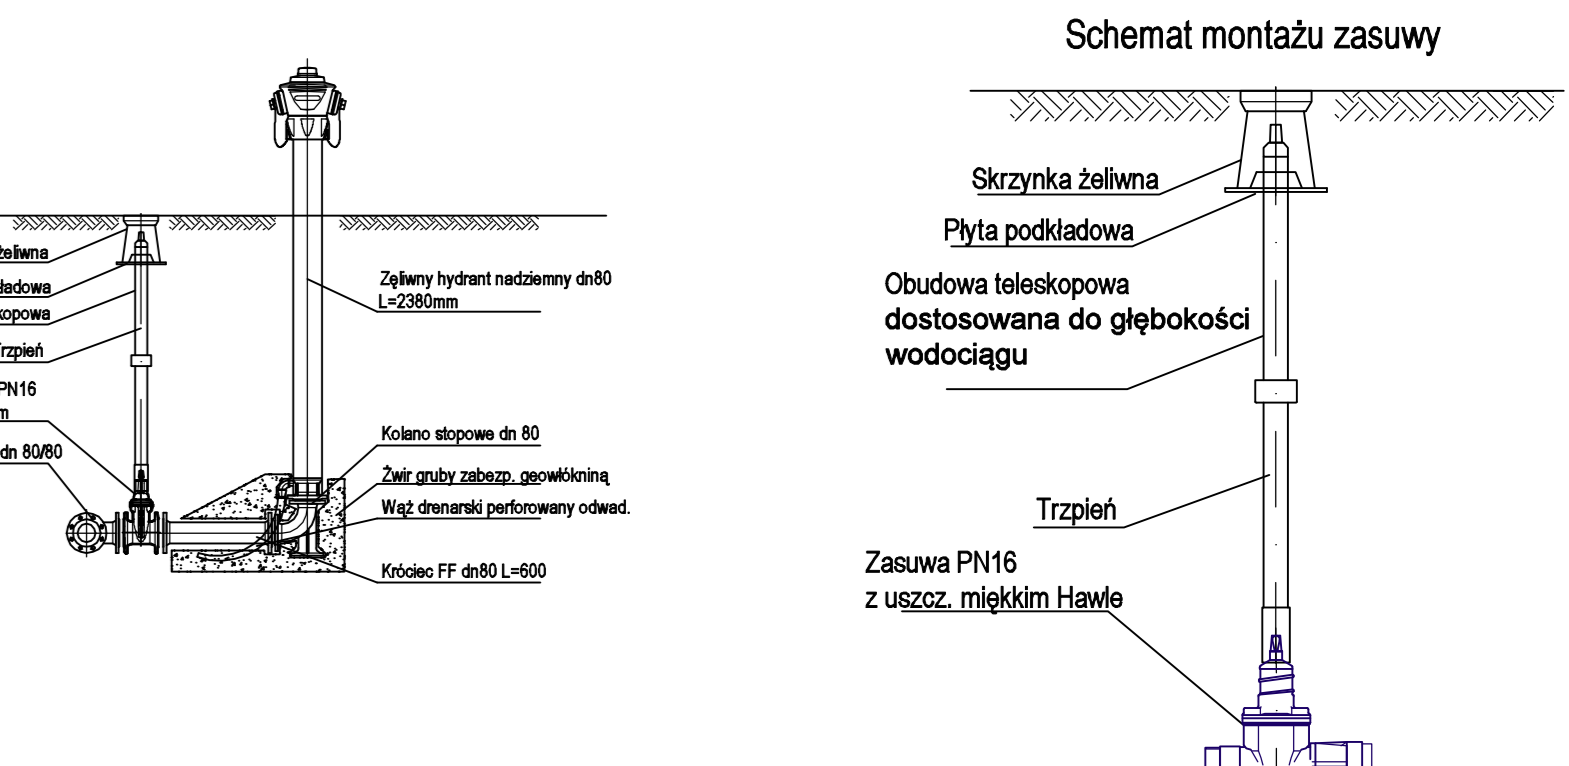 żeliwna
ładowa
kopowa
Trzpień
PN16
m
dn 80/80
Zęliwny hydrant nadziemny dn80
L=2380mm
Kolano stopowe dn 80
Żwir gruby zabezp. geowłókniną
Wąż drenarski perforowany odwad.
Króciec FF dn80 L=600
Schemat montażu zasuwy
Skrzynka żeliwna
Płyta podkładowa
Obudowa teleskopowa
dostosowana do głębokości
wodociągu
Trzpień
Zasuwa PN16
z uszcz. miękkim Hawle